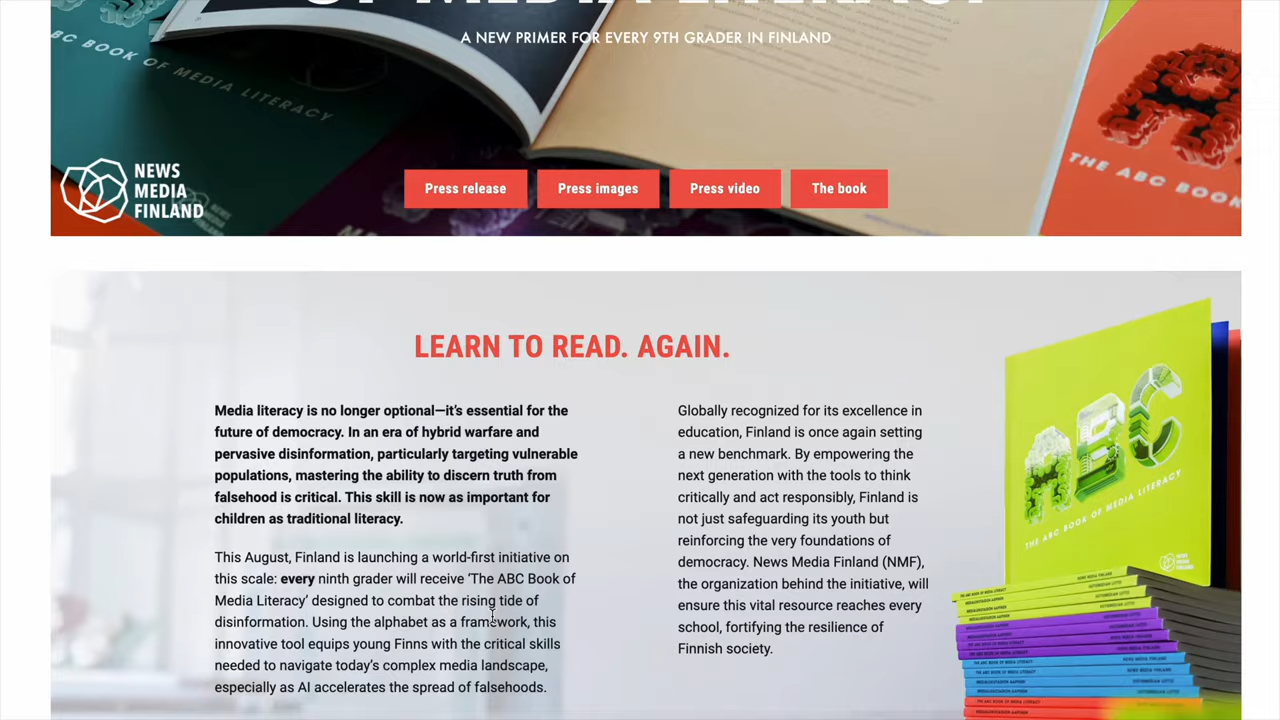 OF MEDIA LITERACY
A NEW PRIMER FOR EVERY 9TH GRADER IN FINLAND
BC BOOK OF MEDIA LITERACY
THE ABC BOOK
NEWS
MEDIA
FINLAND
Press release
Press images
Press video
The book
LEARN TO READ. AGAIN.
Media literacy is no longer optional—it’s essential for the
future of democracy. In an era of hybrid warfare and
pervasive disinformation, particularly targeting vulnerable
populations, mastering the ability to discern truth from
falsehood is critical. This skill is now as important for
children as traditional literacy.
This August, Finland is launching a world-first initiative on
this scale: every ninth grader will receive ‘The ABC Book of
Media Literacy’ designed to combat the rising tide of
disinformation. Using the alphabet as a framework, this
innovative tool equips young Finns with the critical skills
needed to navigate today’s complex media landscape,
especially as AI accelerates the spread of falsehoods.
Globally recognized for its excellence in
education, Finland is once again setting
a new benchmark. By empowering the
next generation with the tools to think
critically and act responsibly, Finland is
not just safeguarding its youth but
reinforcing the very foundations of
democracy. News Media Finland (NMF),
the organization behind the initiative, will
ensure this vital resource reaches every
school, fortifying the resilience of
Finnish society.
ABC
THE ABC BOOK OF MEDIA LITERACY